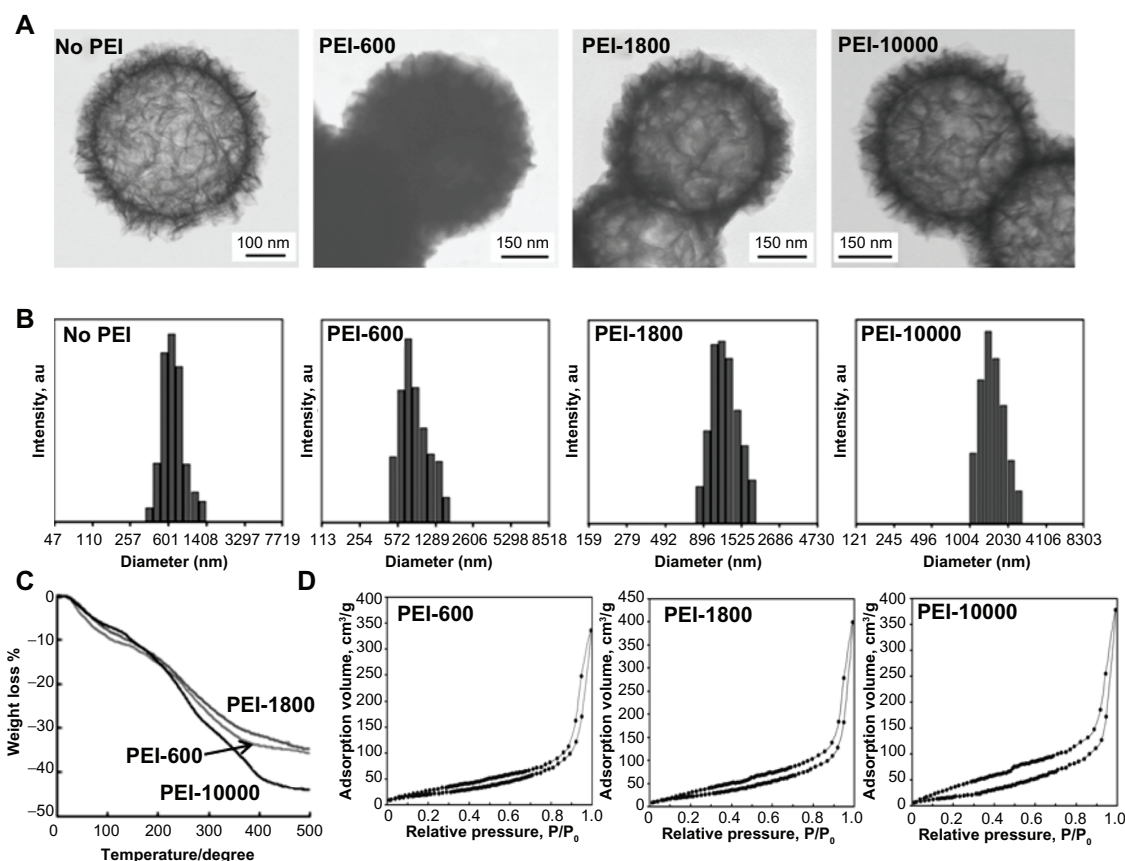 A
No PEI
PEI-600
PEI-1800
PEI-10000
100 nm
150 nm
150 nm
150 nm
B
No PEI
PEI-600
PEI-1800
PEI-10000
Intensity, au
Intensity, au
Intensity, au
Intensity, au
47 110 257 601 1408 3297 7719
113 254 572 1289 2606 5298 8518
159 279 492 896 1525 2686 4730
121 245 496 1004 2030 4106 8303
Diameter (nm)
Diameter (nm)
Diameter (nm)
Diameter (nm)
C
Weight loss %
0
–10
–20
–30
–40
–50
PEI-1800
PEI-600
PEI-10000
0 100 200 300 400 500
Temperature/degree
D
PEI-600
Adsorption volume, cm³/g
400
350
300
250
200
150
100
50
0
0 0.2 0.4 0.6 0.8 1.0
Relative pressure, P/P₀
PEI-1800
Adsorption volume, cm³/g
450
400
350
300
250
200
150
100
50
0
0 0.2 0.4 0.6 0.8 1.0
Relative pressure, P/P₀
PEI-10000
Adsorption volume, cm³/g
400
350
300
250
200
150
100
50
0
0 0.2 0.4 0.6 0.8 1.0
Relative pressure, P/P₀